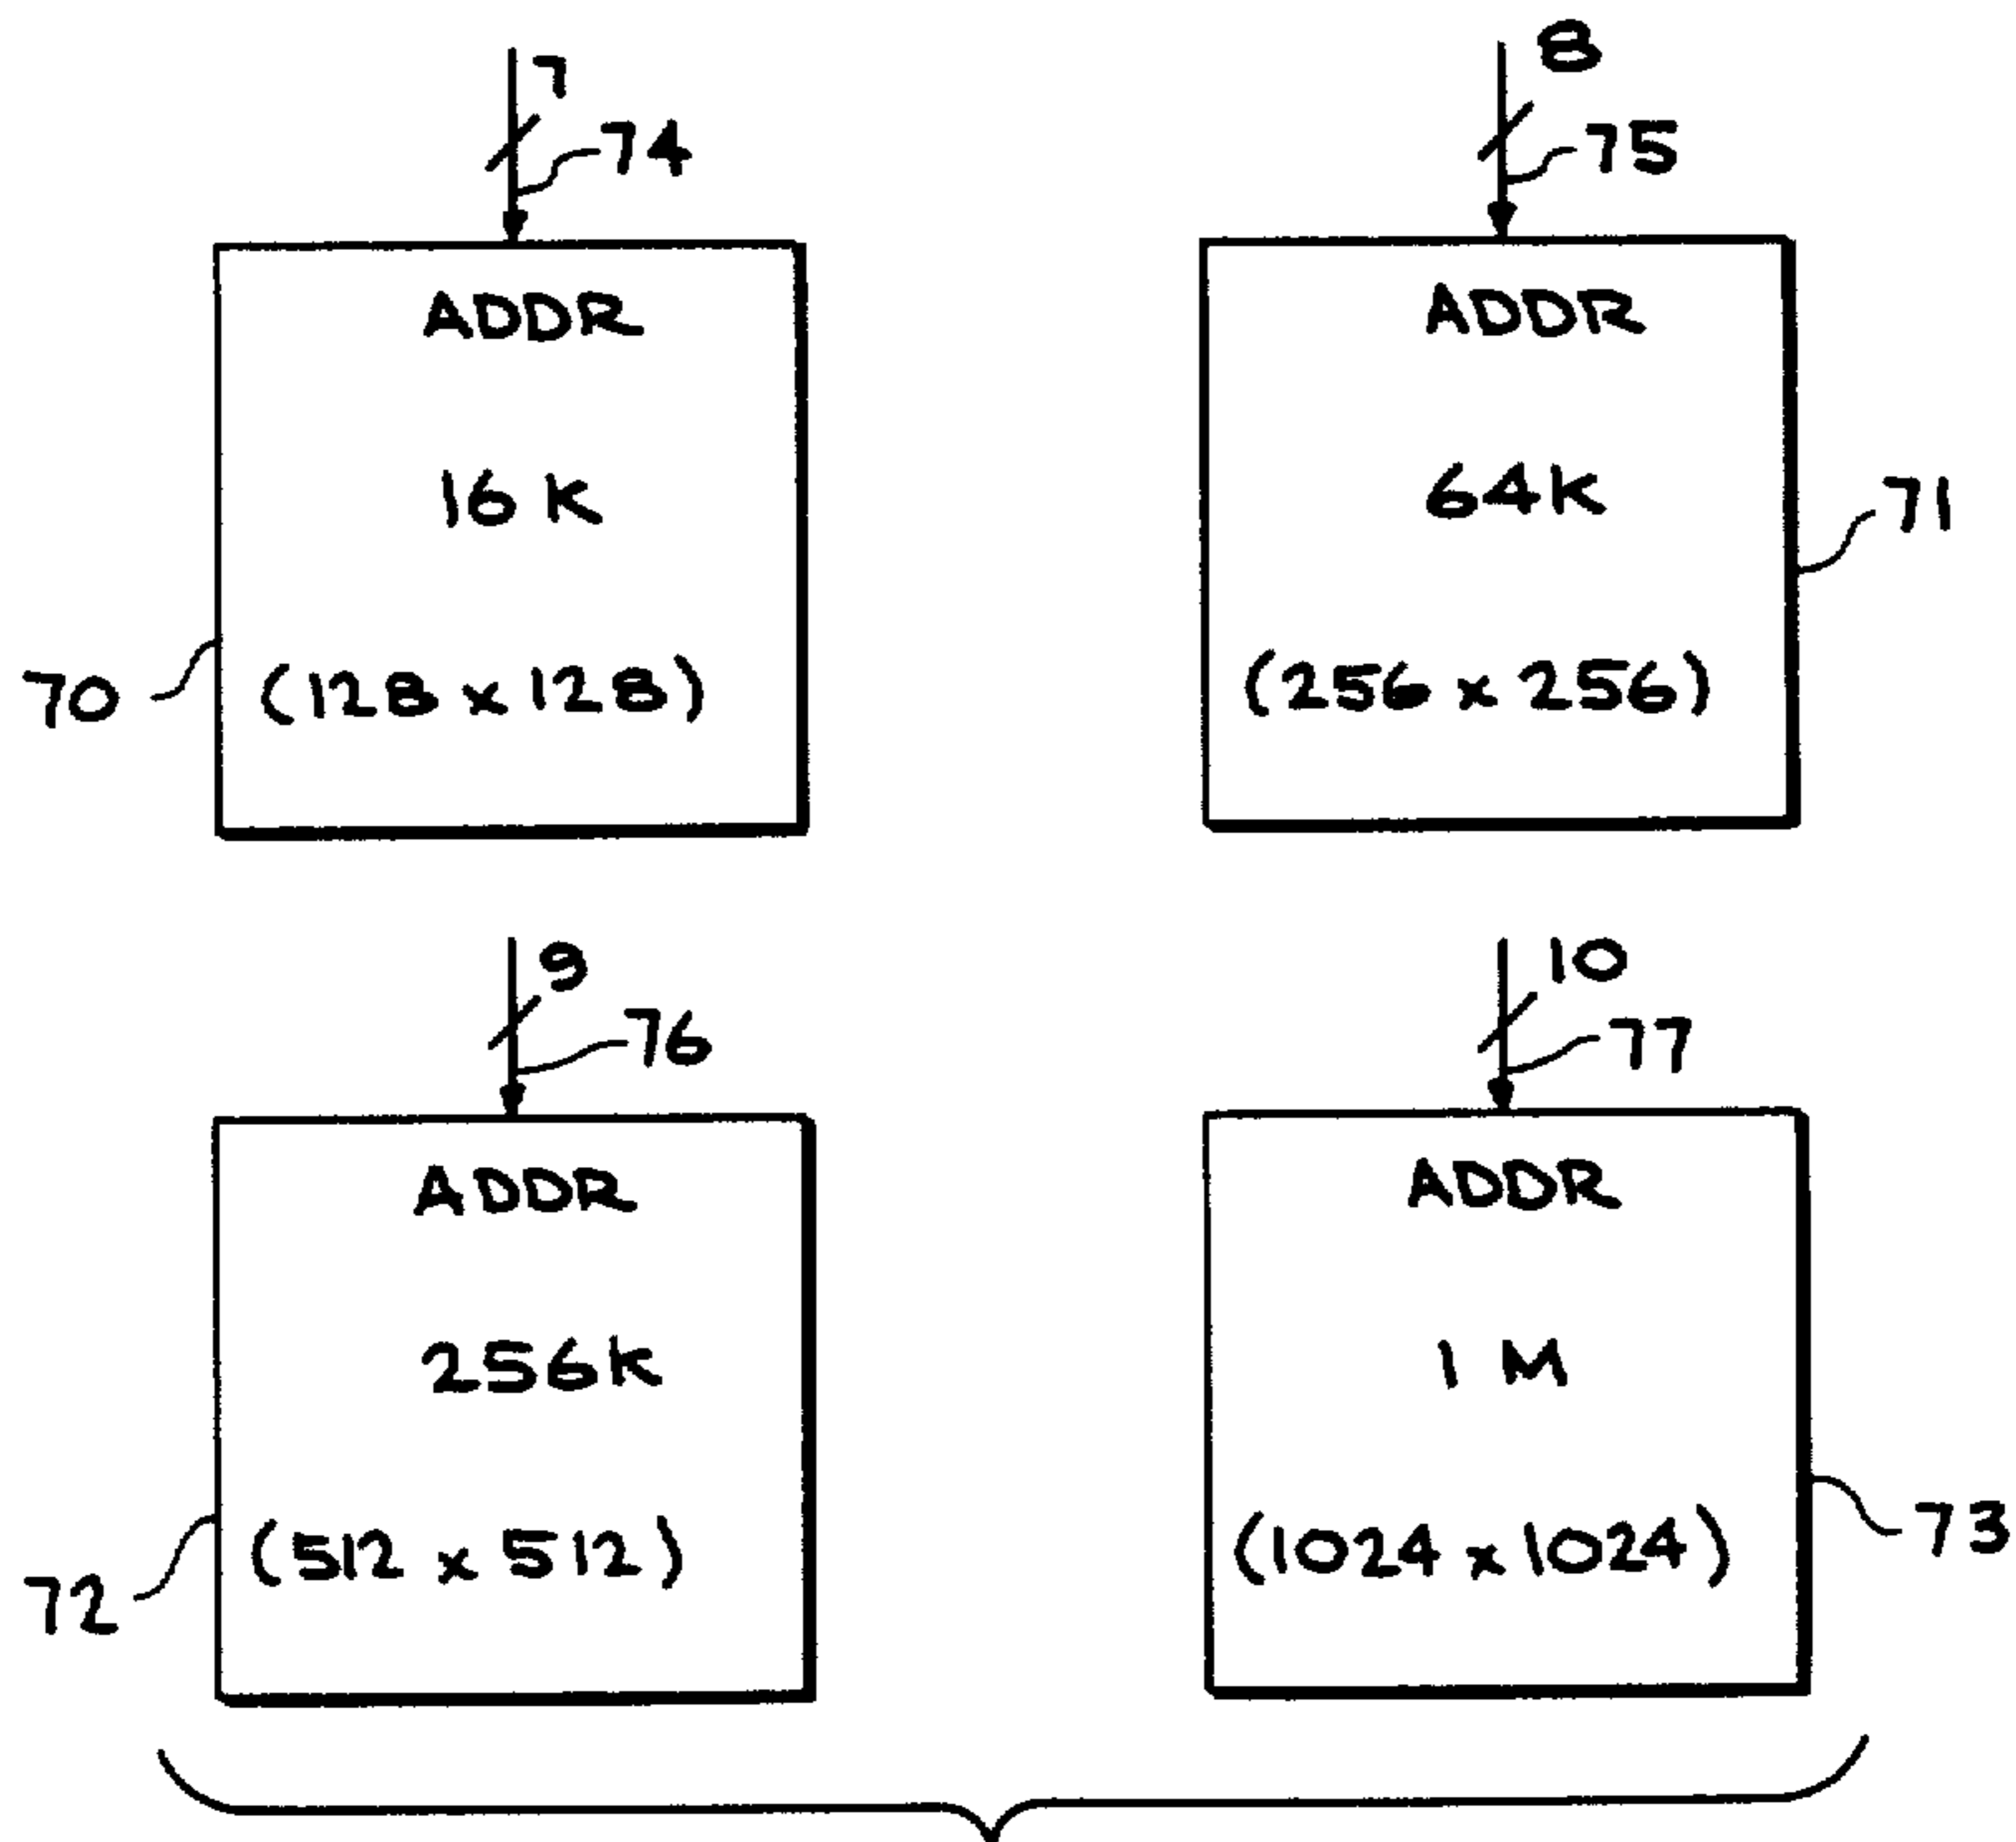 7
74
ADDR
16 K
70
(128 x 128)
8
75
ADDR
64K
71
(256 x 256)
9
76
ADDR
256K
(512 x 512)
72
10
77
ADDR
1 M
(1024 x 1024)
73